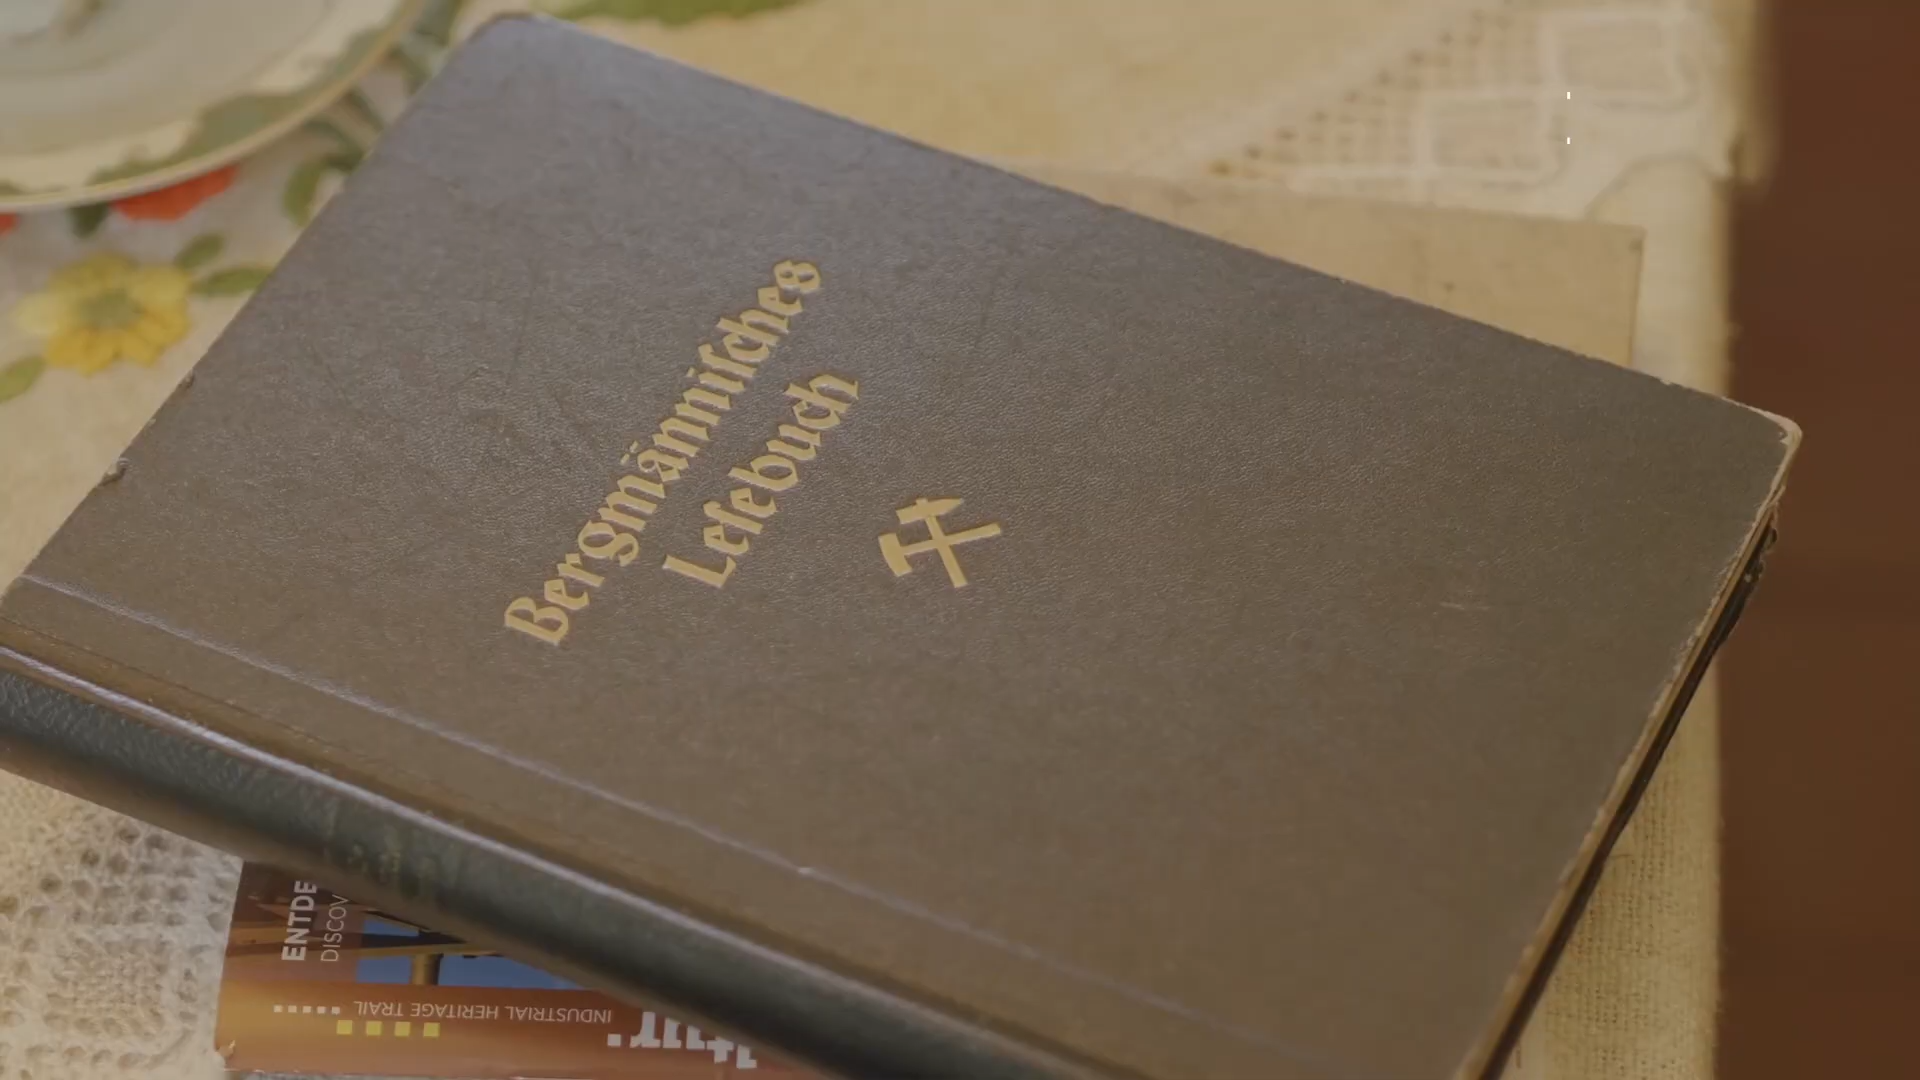 Bergmänniſches
Leſebuch
ENTDE
DISCOV
INDUSTRIAL HERITAGE TRAIL